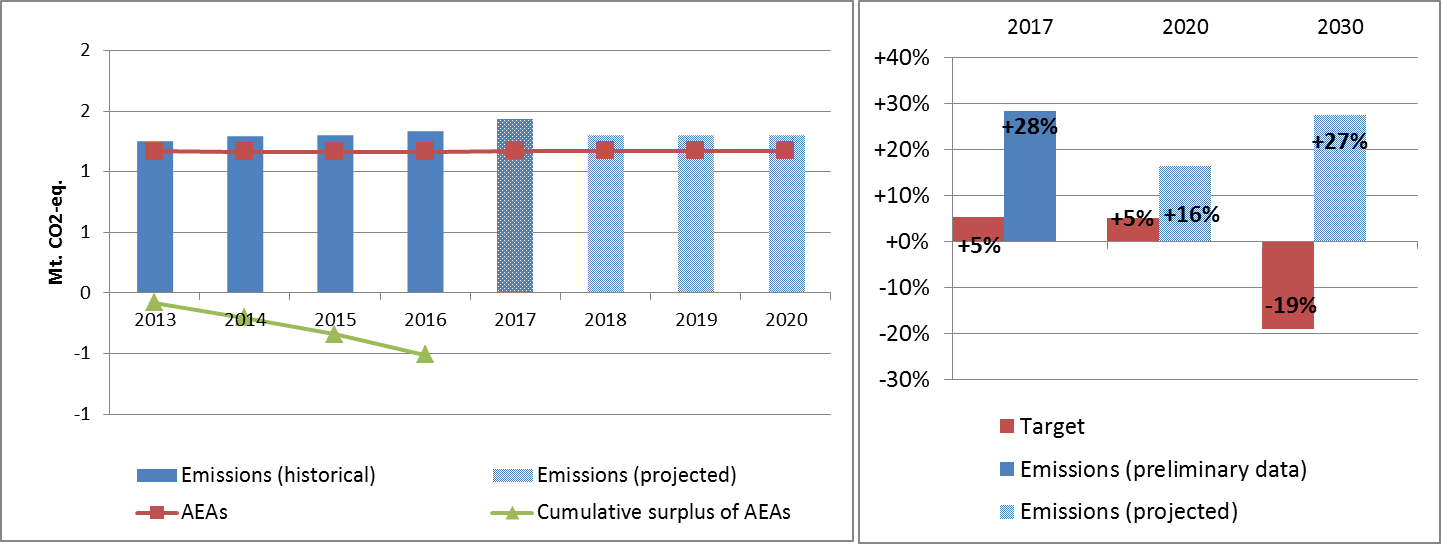 2
2
1
1
0
-1
-1
Mt. CO2-eq.
2013 2014 2015 2016 2017 2018 2019 2020
Emissions (historical) Emissions (projected)
AEAs Cumulative surplus of AEAs
2017 2020 2030
+40%
+30%
+20%
+10%
+0%
-10%
-20%
-30%
+28%
+27%
+5% +16%
+5%
-19%
Target
Emissions (preliminary data)
Emissions (projected)